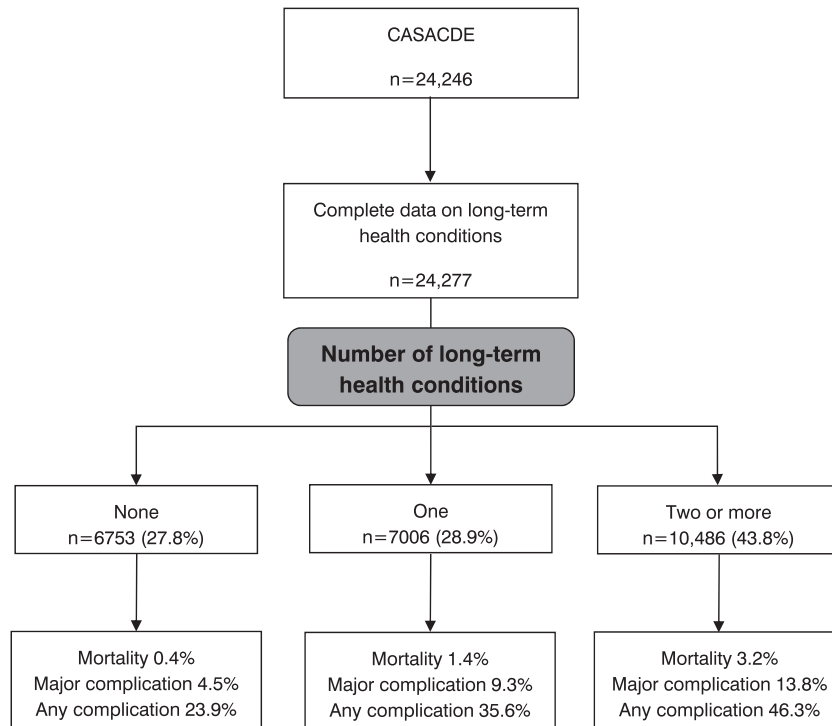 CASACDE
n=24,246
Complete data on long-term
health conditions
n=24,277
Number of long-term
health conditions
None
n=6753 (27.8%)
One
n=7006 (28.9%)
Two or more
n=10,486 (43.8%)
Mortality 0.4%
Major complication 4.5%
Any complication 23.9%
Mortality 1.4%
Major complication 9.3%
Any complication 35.6%
Mortality 3.2%
Major complication 13.8%
Any complication 46.3%